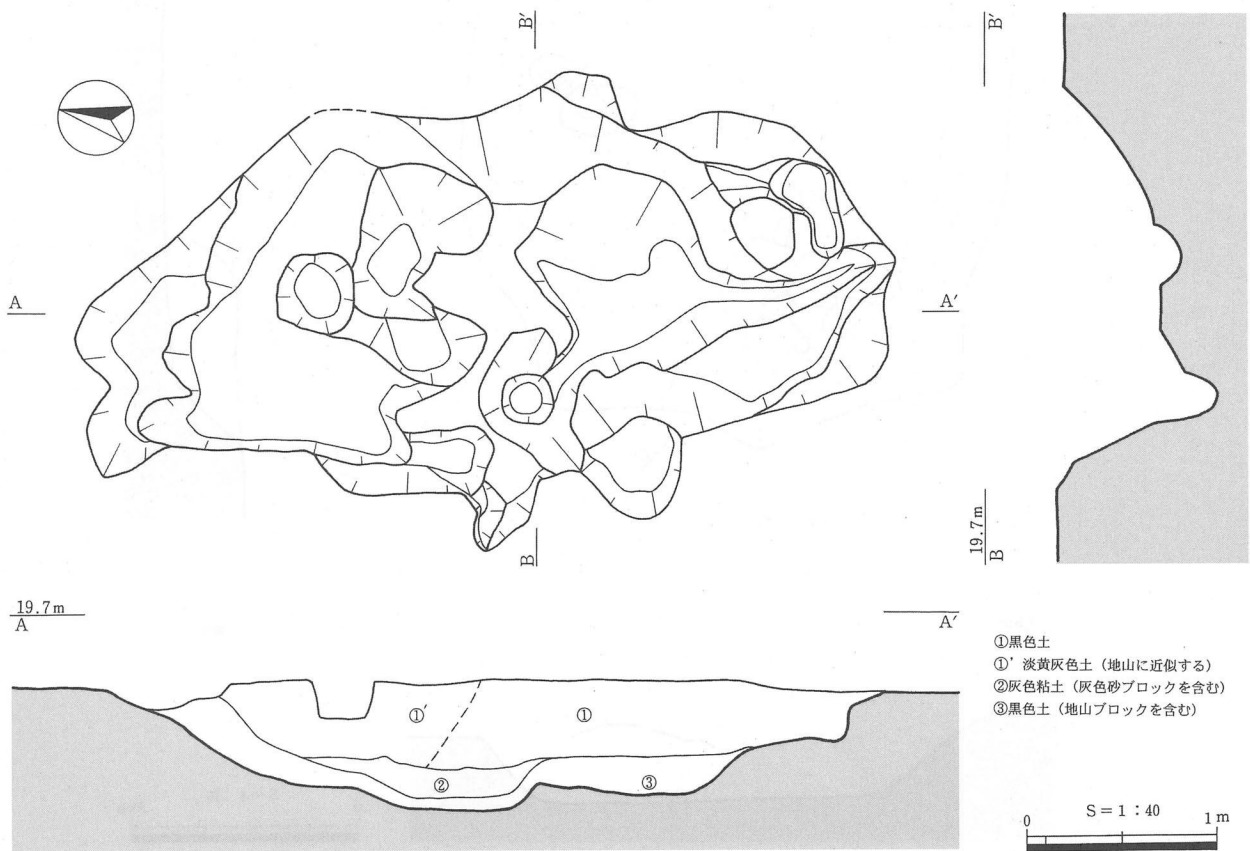 B'
B'
A
A'
B
19.7m
B
19.7m
A
A'
①'
①
②
③
①黒色土
①' 淡黄灰色土（地山に近似する）
②灰色粘土（灰色砂ブロックを含む）
③黒色土（地山ブロックを含む）
S＝1：40
0
1m